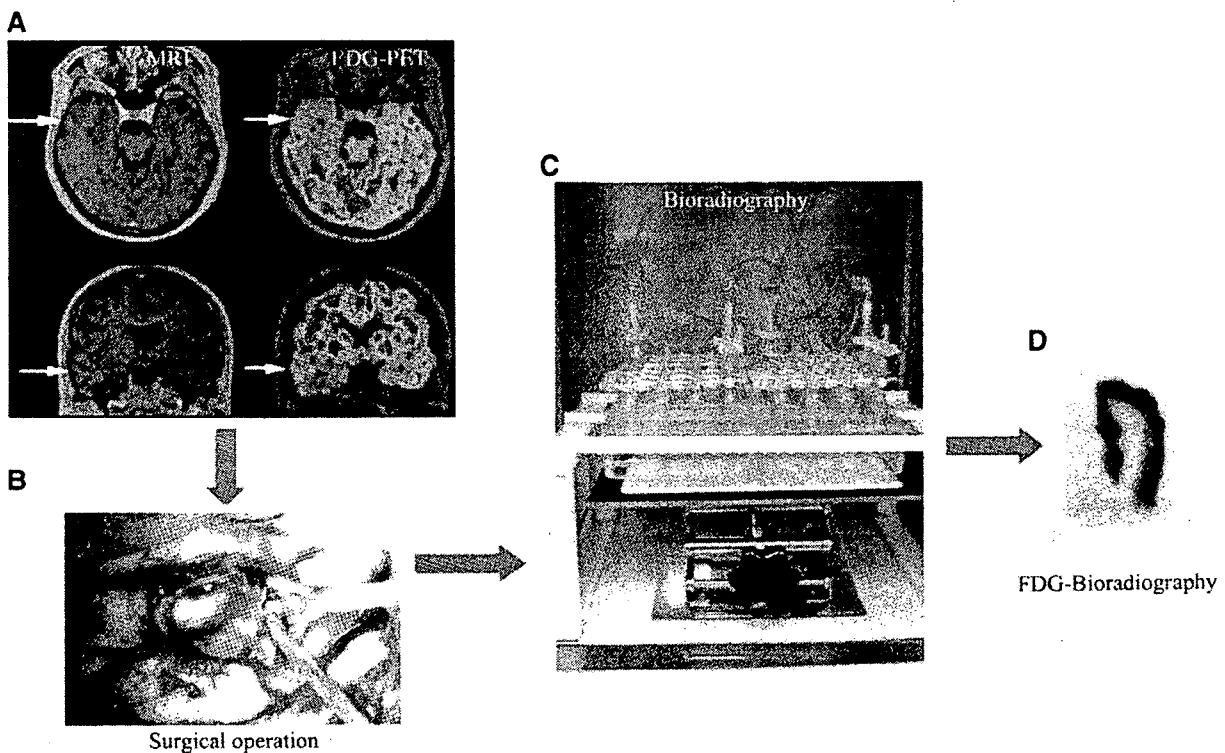 A
MRI
FDG-PET
B
Surgical operation
C
Bioradiography
D
FDG-Bioradiography